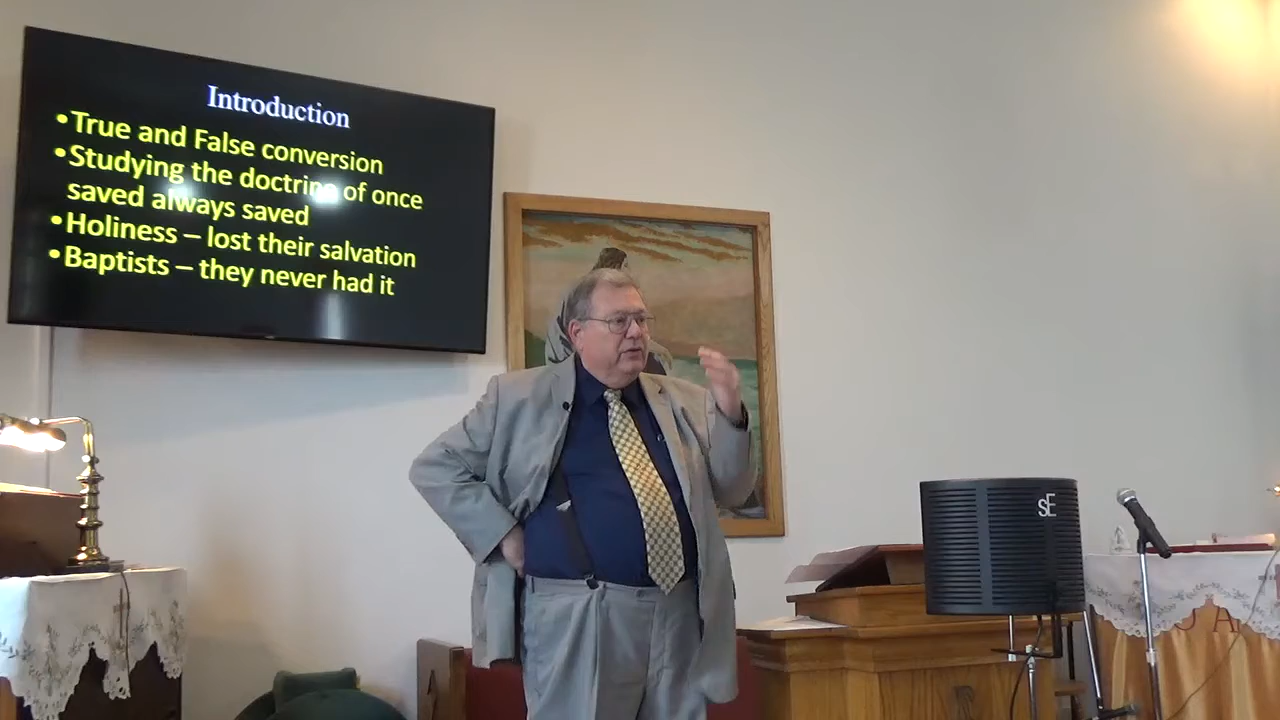 Introduction
•True and False conversion
•Studying the doctrine of once
saved always saved
•Holiness – lost their salvation
•Baptists – they never had it
sE